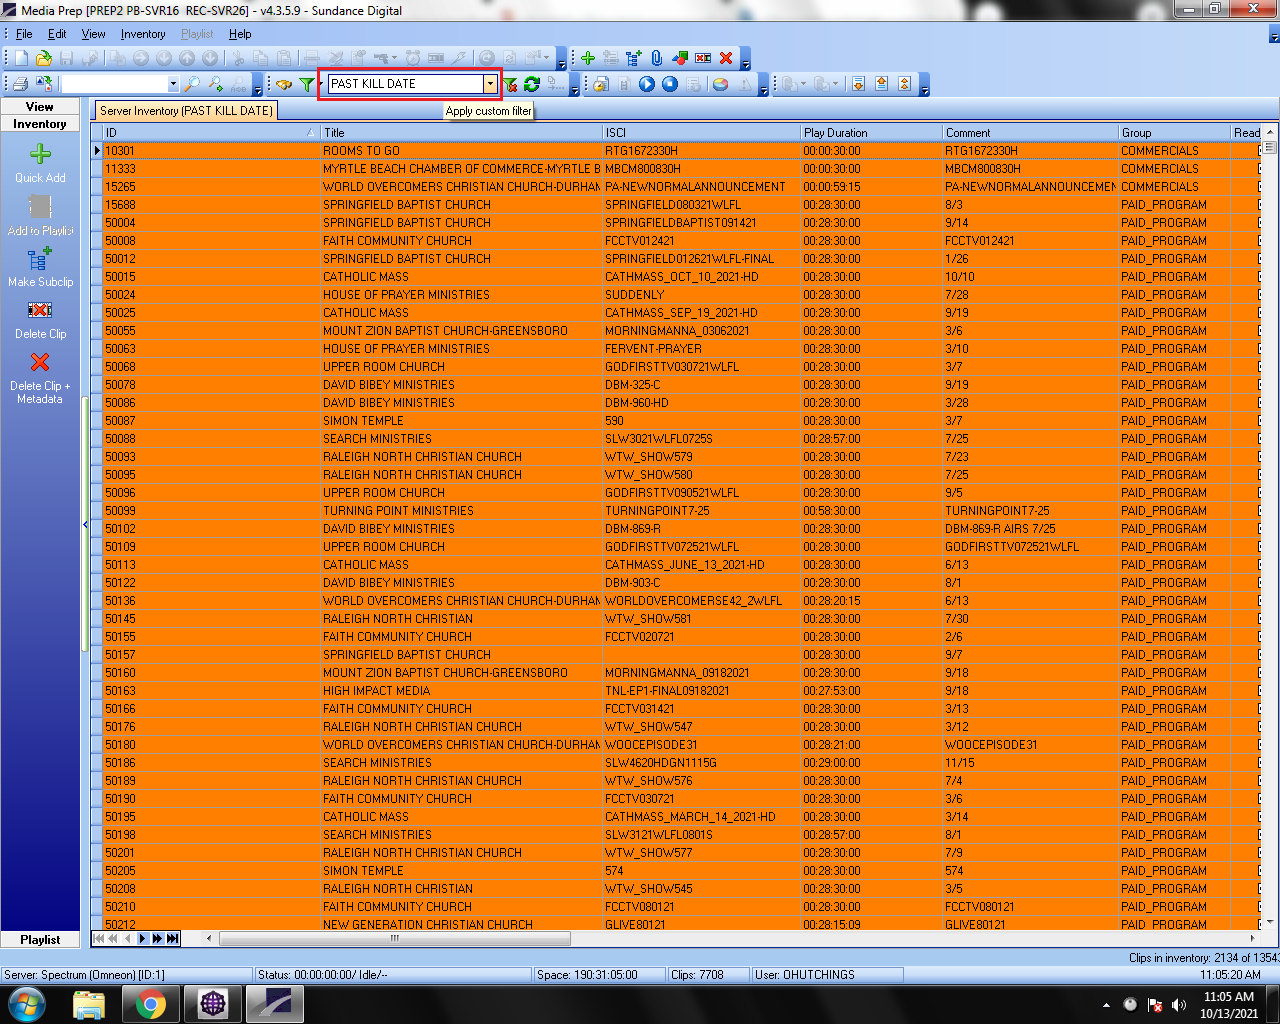 Media Prep [PREP2 PB-SVR16  REC-SVR26] - v4.3.5.9 - Sundance Digital
File Edit View Inventory Playlist Help
PAST KILL DATE
Apply custom filter
View
Inventory
Quick Add
Add to Playlist
Make Subclip
Delete Clip
Delete Clip +
Metadata
Playlist
Server Inventory (PAST KILL DATE)
ID Title ISCI Play Duration Comment Group Read
10301 ROOMS TO GO RTG1672330H 00:00:30:00 RTG1672330H COMMERCIALS
11333 MYRTLE BEACH CHAMBER OF COMMERCE-MYRTLE B MBCM800830H 00:00:30:00 MBCM800830H COMMERCIALS
15265 WORLD OVERCOMERS CHRISTIAN CHURCH-DURHAM PA-NEWNORMALANNOUNCEMENT 00:00:59:15 PA-NEWNORMALANNOUNCEMEN COMMERCIALS
15688 SPRINGFIELD BAPTIST CHURCH SPRINGFIELD080321WLFL 00:28:30:00 8/3 PAID_PROGRAM
50004 SPRINGFIELD BAPTIST CHURCH SPRINGFIELDBAPTIST091421 00:28:30:00 9/14 PAID_PROGRAM
50008 FAITH COMMUNITY CHURCH FCCTV012421 00:28:30:00 FCCTV012421 PAID_PROGRAM
50012 SPRINGFIELD BAPTIST CHURCH SPRINGFIELD012621WLFL-FINAL 00:28:30:00 1/26 PAID_PROGRAM
50015 CATHOLIC MASS CATHMASS_OCT_10_2021-HD 00:28:30:00 10/10 PAID_PROGRAM
50024 HOUSE OF PRAYER MINISTRIES SUDDENLY 00:28:30:00 7/28 PAID_PROGRAM
50025 CATHOLIC MASS CATHMASS_SEP_19_2021-HD 00:28:30:00 9/19 PAID_PROGRAM
50055 MOUNT ZION BAPTIST CHURCH-GREENSBORO MORNINGMANNA_03062021 00:28:30:00 3/6 PAID_PROGRAM
50063 HOUSE OF PRAYER MINISTRIES FERVENT-PRAYER 00:28:30:00 3/10 PAID_PROGRAM
50068 UPPER ROOM CHURCH GODFIRSTTV030721WLFL 00:28:30:00 3/7 PAID_PROGRAM
50078 DAVID BIBEY MINISTRIES DBM-325-C 00:28:30:00 9/19 PAID_PROGRAM
50086 DAVID BIBEY MINISTRIES DBM-960-HD 00:28:30:00 3/28 PAID_PROGRAM
50087 SIMON TEMPLE 590 00:28:30:00 3/7 PAID_PROGRAM
50088 SEARCH MINISTRIES SLW3021WLFL0725S 00:28:57:00 7/25 PAID_PROGRAM
50093 RALEIGH NORTH CHRISTIAN CHURCH WTW_SHOW579 00:28:30:00 7/23 PAID_PROGRAM
50095 RALEIGH NORTH CHRISTIAN CHURCH WTW_SHOW580 00:28:30:00 7/25 PAID_PROGRAM
50096 UPPER ROOM CHURCH GODFIRSTTV090521WLFL 00:28:30:00 9/5 PAID_PROGRAM
50099 TURNING POINT MINISTRIES TURNINGPOINT7-25 00:58:30:00 TURNINGPOINT7-25 PAID_PROGRAM
50102 DAVID BIBEY MINISTRIES DBM-869-R 00:28:30:00 DBM-869-R AIRS 7/25 PAID_PROGRAM
50109 UPPER ROOM CHURCH GODFIRSTTV072521WLFL 00:28:30:00 GODFIRSTTV072521WLFL PAID_PROGRAM
50113 CATHOLIC MASS CATHMASS_JUNE_13_2021-HD 00:28:30:00 6/13 PAID_PROGRAM
50122 DAVID BIBEY MINISTRIES DBM-903-C 00:28:30:00 8/1 PAID_PROGRAM
50136 WORLD OVERCOMERS CHRISTIAN CHURCH-DURHAM WORLDOVERCOMERSE42_2WLFL 00:28:20:15 6/13 PAID_PROGRAM
50145 RALEIGH NORTH CHRISTIAN WTW_SHOW581 00:28:30:00 7/30 PAID_PROGRAM
50155 FAITH COMMUNITY CHURCH FCCTV020721 00:28:30:00 2/6 PAID_PROGRAM
50157 SPRINGFIELD BAPTIST CHURCH 00:28:30:00 9/7 PAID_PROGRAM
50160 MOUNT ZION BAPTIST CHURCH-GREENSBORO MORNINGMANNA_09182021 00:28:30:00 9/18 PAID_PROGRAM
50163 HIGH IMPACT MEDIA TNL-EP1-FINAL09182021 00:27:53:00 9/18 PAID_PROGRAM
50166 FAITH COMMUNITY CHURCH FCCTV031421 00:28:30:00 3/13 PAID_PROGRAM
50176 RALEIGH NORTH CHRISTIAN CHURCH WTW_SHOW547 00:28:30:00 3/12 PAID_PROGRAM
50180 WORLD OVERCOMERS CHRISTIAN CHURCH-DURHAM WOOCEPISODE31 00:28:21:00 WOOCEPISODE31 PAID_PROGRAM
50186 SEARCH MINISTRIES SLW4620HDGN1115G 00:29:00:00 11/15 PAID_PROGRAM
50189 RALEIGH NORTH CHRISTIAN CHURCH WTW_SHOW576 00:28:30:00 7/4 PAID_PROGRAM
50190 FAITH COMMUNITY CHURCH FCCTV030721 00:28:30:00 3/6 PAID_PROGRAM
50195 CATHOLIC MASS CATHMASS_MARCH_14_2021-HD 00:28:30:00 3/14 PAID_PROGRAM
50198 SEARCH MINISTRIES SLW3121WLFL0801S 00:28:57:00 8/1 PAID_PROGRAM
50201 RALEIGH NORTH CHRISTIAN CHURCH WTW_SHOW577 00:28:30:00 7/9 PAID_PROGRAM
50205 SIMON TEMPLE 574 00:28:30:00 574 PAID_PROGRAM
50208 RALEIGH NORTH CHRISTIAN WTW_SHOW545 00:28:30:00 3/5 PAID_PROGRAM
50210 FAITH COMMUNITY CHURCH FCCTV080121 00:28:30:00 FCCTV080121 PAID_PROGRAM
50212 NEW GENERATION CHRISTIAN CHURCH GLIVE80121 00:28:15:09 GLIVE80121 PAID_PROGRAM
Clips in inventory: 2134 of 13543
Server: Spectrum (Omneon) [ID:1] Status: 00:00:00:00/ Idle/-- Space: 190:31:05:00 Clips: 7708 User: OHUTCHINGS 11:05:20 AM
11:05 AM
10/13/2021